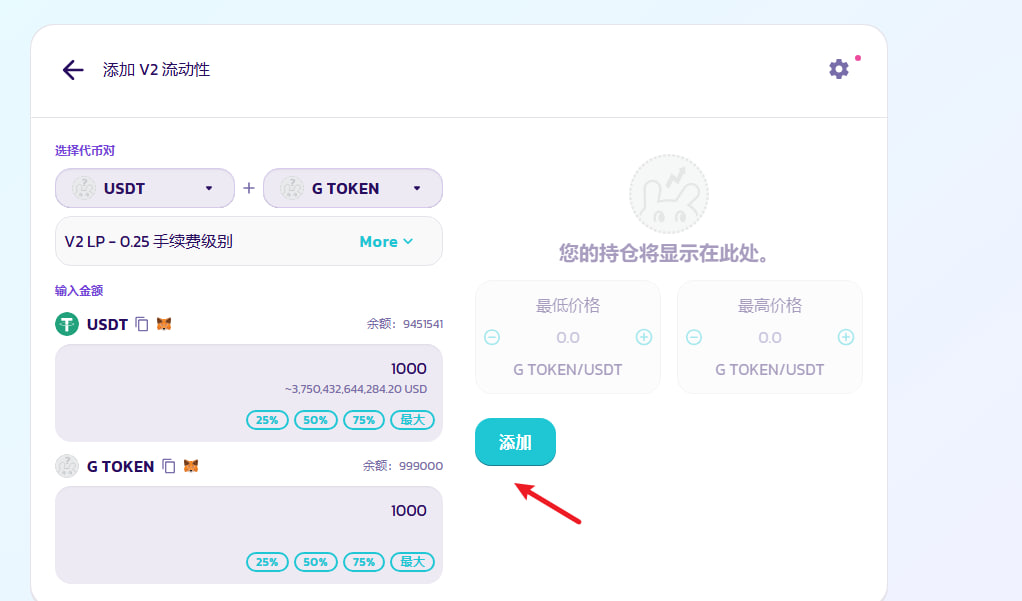 添加 V2 流动性
选择代币对
USDT + G TOKEN
V2 LP - 0.25 手续费级别 More
输入金额
USDT 余额: 9451541
1000
~3,750,432,644,284.20 USD
25% 50% 75% 最大
G TOKEN 余额: 999000
1000
25% 50% 75% 最大
您的持仓将显示在此处。
最低价格
0.0
G TOKEN/USDT
最高价格
0.0
G TOKEN/USDT
添加